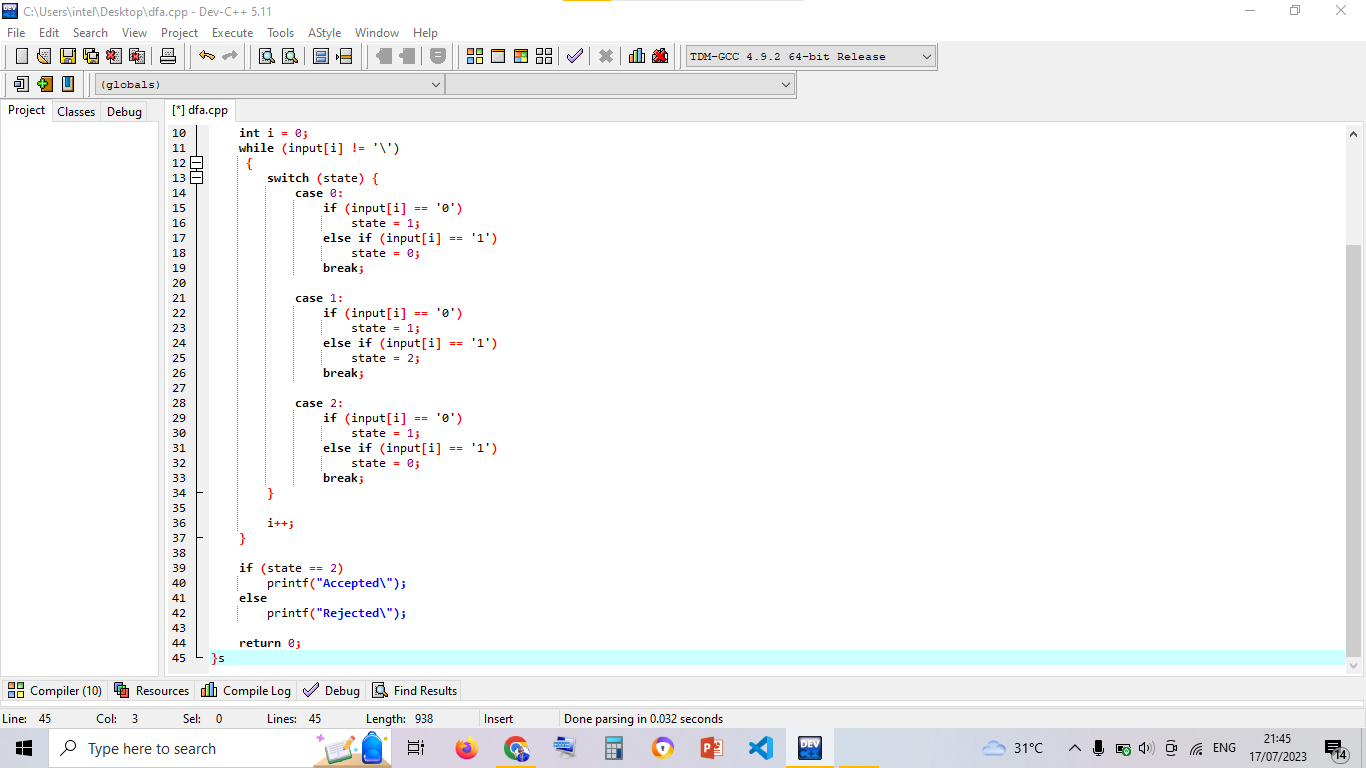 C:\Users\intel\Desktop\dfa.cpp - Dev-C++ 5.11
File Edit Search View Project Execute Tools AStyle Window Help
TDM-GCC 4.9.2 64-bit Release
(globals)
Project Classes Debug [*] dfa.cpp
10 int i = 0;
11 while (input[i] != '\')
12 {
13 switch (state) {
14 case 0:
15 if (input[i] == '0')
16 state = 1;
17 else if (input[i] == '1')
18 state = 0;
19 break;
20
21 case 1:
22 if (input[i] == '0')
23 state = 1;
24 else if (input[i] == '1')
25 state = 2;
26 break;
27
28 case 2:
29 if (input[i] == '0')
30 state = 1;
31 else if (input[i] == '1')
32 state = 0;
33 break;
34 }
35
36 i++;
37 }
38
39 if (state == 2)
40 printf("Accepted\");
41 else
42 printf("Rejected\");
43
44 return 0;
45 }s
Compiler (10) Resources Compile Log Debug Find Results
Line: 45 Col: 3 Sel: 0 Lines: 45 Length: 938 Insert Done parsing in 0.032 seconds
Type here to search DEV 31°C ENG 21:45
17/07/2023 14